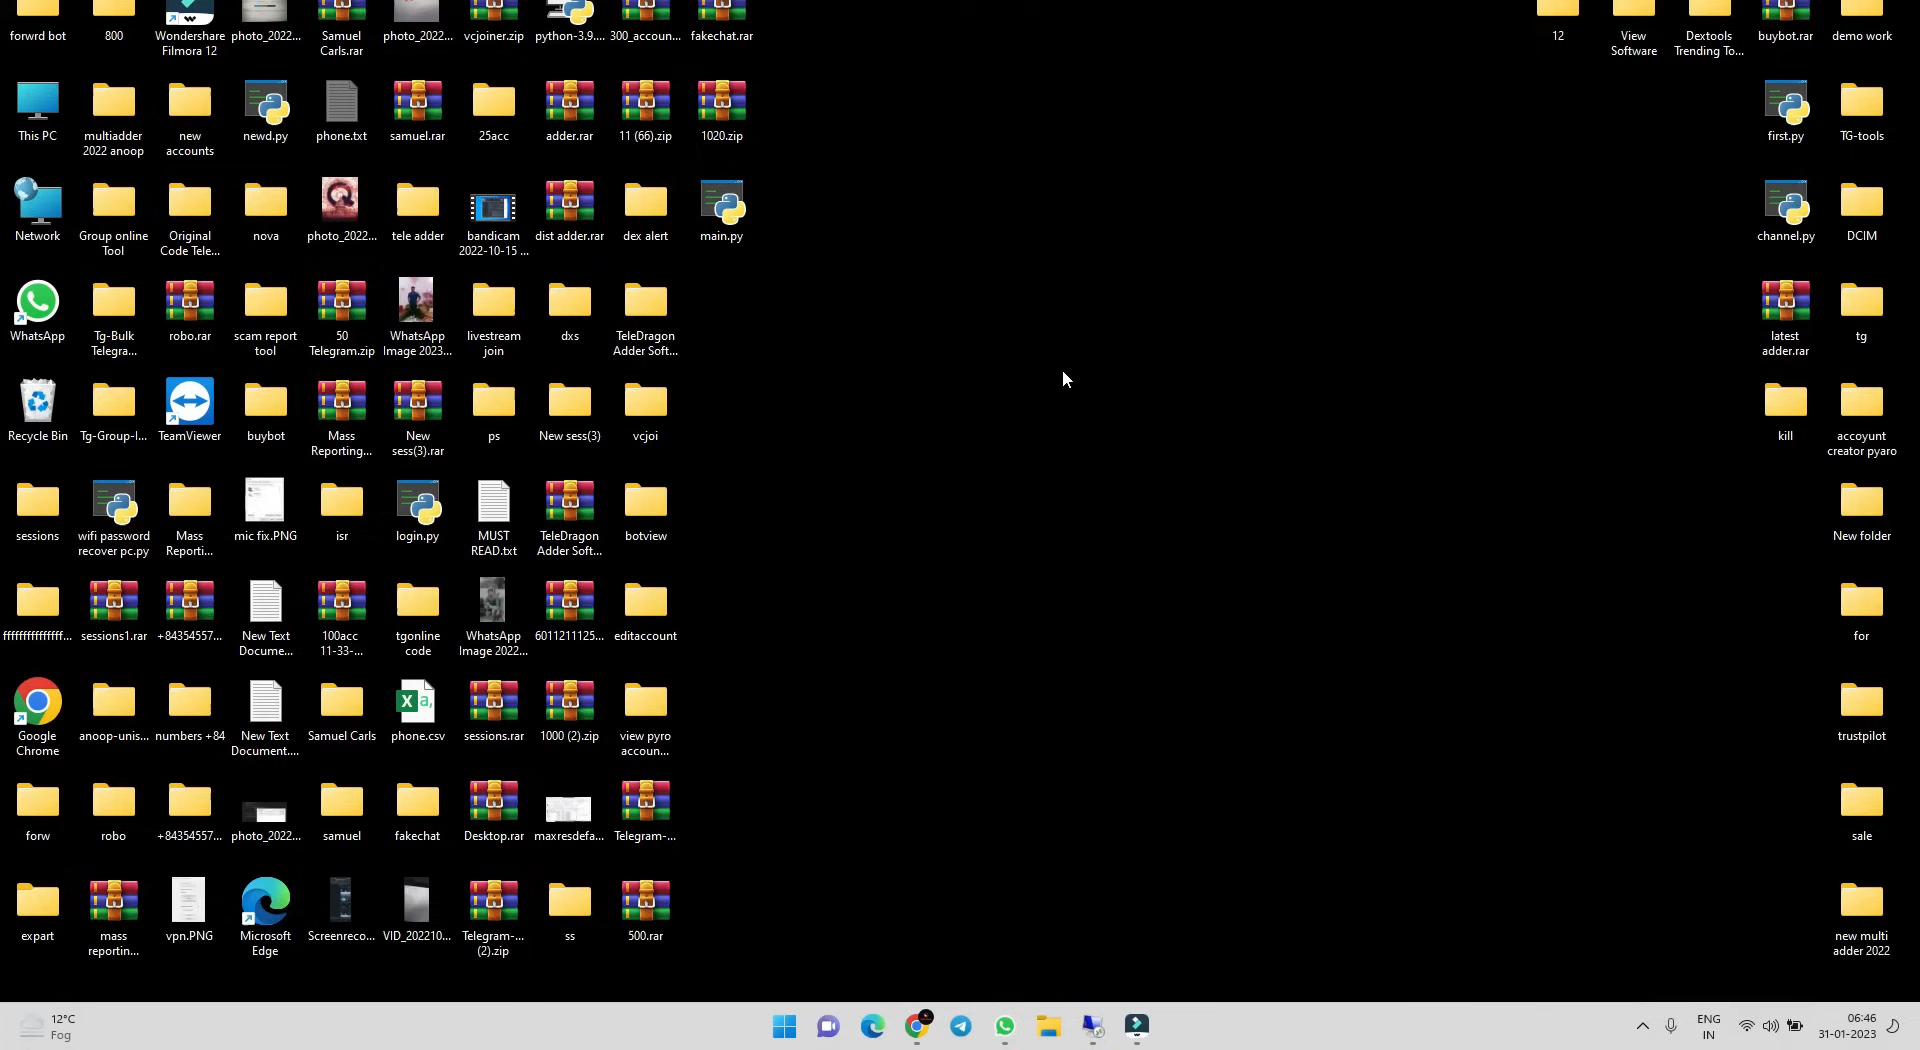 forwrd bot
800
Wondershare
Filmora 12
photo_2022...
Samuel
Carls.rar
photo_2022...
vcjoiner.zip
python-3.9....
300_accoun...
fakechat.rar
12
View
Software
Dextools
Trending To...
buybot.rar
demo work
This PC
multiadder
2022 anoop
new
accounts
newd.py
phone.txt
samuel.rar
25acc
adder.rar
11 (66).zip
1020.zip
first.py
TG-tools
Network
Group online
Tool
Original
Code Tele...
nova
photo_2022...
tele adder
bandicam
2022-10-15 ...
dist adder.rar
dex alert
main.py
channel.py
DCIM
WhatsApp
Tg-Bulk
Telegra...
robo.rar
scam report
tool
50
Telegram.zip
WhatsApp
Image 2023...
livestream
join
dxs
TeleDragon
Adder Soft...
latest
adder.rar
tg
Recycle Bin
Tg-Group-I...
TeamViewer
buybot
Mass
Reporting...
New
sess(3).rar
ps
New sess(3)
vcjoi
kill
accoyunt
creator pyaro
sessions
wifi password
recover pc.py
Mass
Reporti...
mic fix.PNG
isr
login.py
MUST
READ.txt
TeleDragon
Adder Soft...
botview
New folder
sessions1.rar
+84354557...
New Text
Docume...
100acc
11-33-...
tgonline
code
WhatsApp
Image 2022...
6011211125...
editaccount
for
Google
Chrome
anoop-unis...
numbers +84
New Text
Document....
Samuel Carls
phone.csv
sessions.rar
1000 (2).zip
view pyro
accoun...
trustpilot
forw
robo
+84354557...
photo_2022...
samuel
fakechat
Desktop.rar
maxresdefa...
Telegram-...
sale
expart
mass
reportin...
vpn.PNG
Microsoft
Edge
Screenreco...
VID_202210...
Telegram-...
(2).zip
ss
500.rar
new multi
adder 2022
12°C
Fog
ENG
IN
06:46
31-01-2023